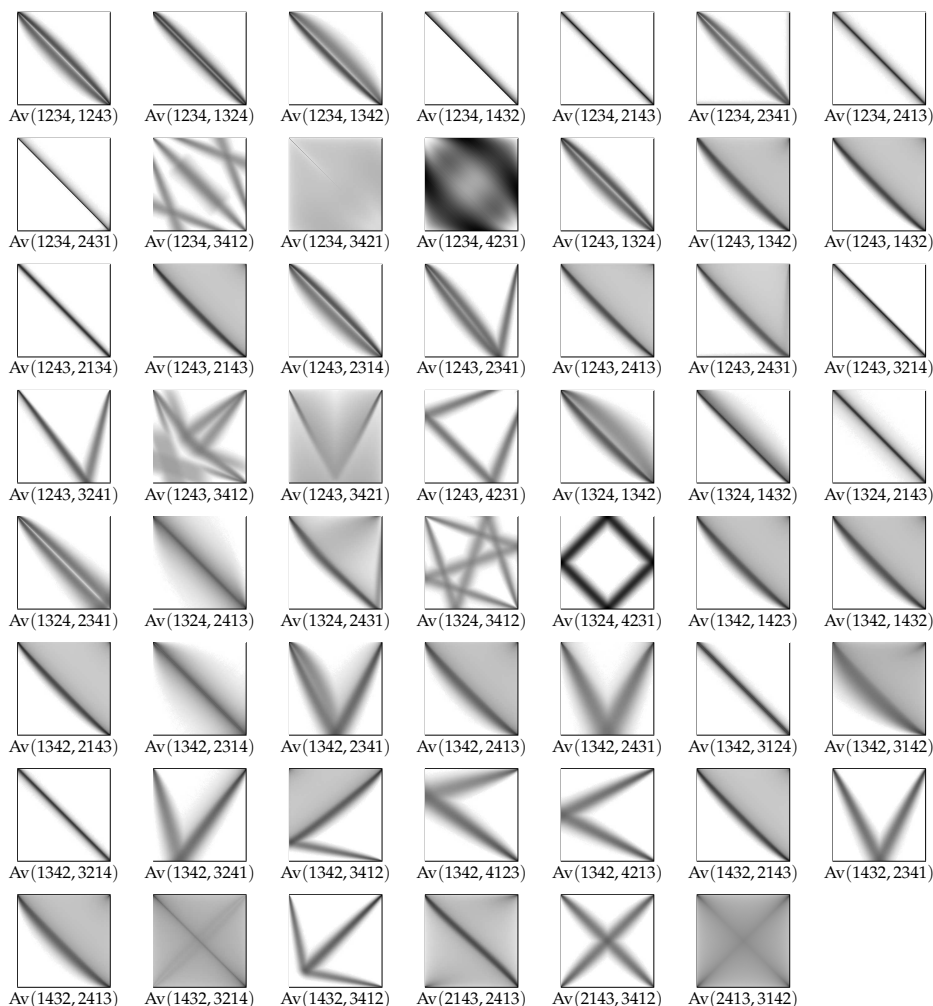 Av(1234, 1243) Av(1234, 1324) Av(1234, 1342) Av(1234, 1432) Av(1234, 2143) Av(1234, 2341) Av(1234, 2413)
Av(1234, 2431) Av(1234, 3412) Av(1234, 3421) Av(1234, 4231) Av(1243, 1324) Av(1243, 1342) Av(1243, 1432)
Av(1243, 2134) Av(1243, 2143) Av(1243, 2314) Av(1243, 2341) Av(1243, 2413) Av(1243, 2431) Av(1243, 3214)
Av(1243, 3241) Av(1243, 3412) Av(1243, 3421) Av(1243, 4231) Av(1324, 1342) Av(1324, 1432) Av(1324, 2143)
Av(1324, 2341) Av(1324, 2413) Av(1324, 2431) Av(1324, 3412) Av(1324, 4231) Av(1342, 1423) Av(1342, 1432)
Av(1342, 2143) Av(1342, 2314) Av(1342, 2341) Av(1342, 2413) Av(1342, 2431) Av(1342, 3124) Av(1342, 3142)
Av(1342, 3214) Av(1342, 3241) Av(1342, 3412) Av(1342, 4123) Av(1342, 4213) Av(1432, 2143) Av(1432, 2341)
Av(1432, 2413) Av(1432, 3214) Av(1432, 3412) Av(2143, 2413) Av(2143, 3412) Av(2413, 3142)